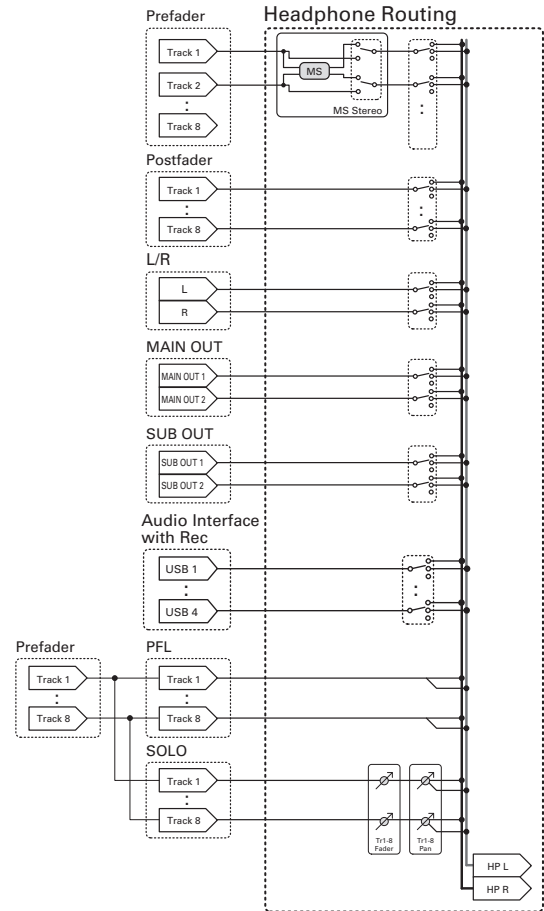 Prefader
Headphone Routing
Track 1
Track 2
Track 8
MS
MS Stereo
Postfader
Track 1
Track 8
L/R
L
R
MAIN OUT
MAIN OUT 1
MAIN OUT 2
SUB OUT
SUB OUT 1
SUB OUT 2
Audio Interface
with Rec
USB 1
USB 4
Prefader
Track 1
Track 8
PFL
Track 1
Track 8
SOLO
Track 1
Track 8
Tr1-8
Fader
Tr1-8
Pan
HP L
HP R